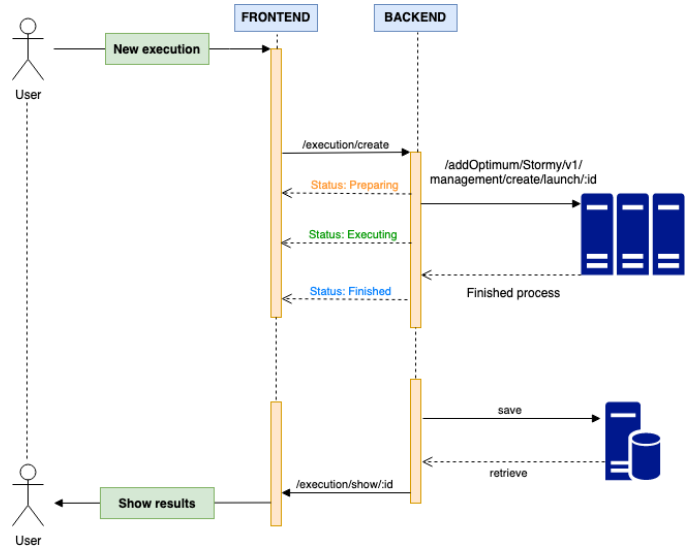 FRONTEND
BACKEND
New execution
User
/execution/create
/addOptimum/Stormy/v1/
management/create/launch/:id
Status: Preparing
Status: Executing
Finished process
Status: Finished
save
retrieve
/execution/show/:id
Show results
User